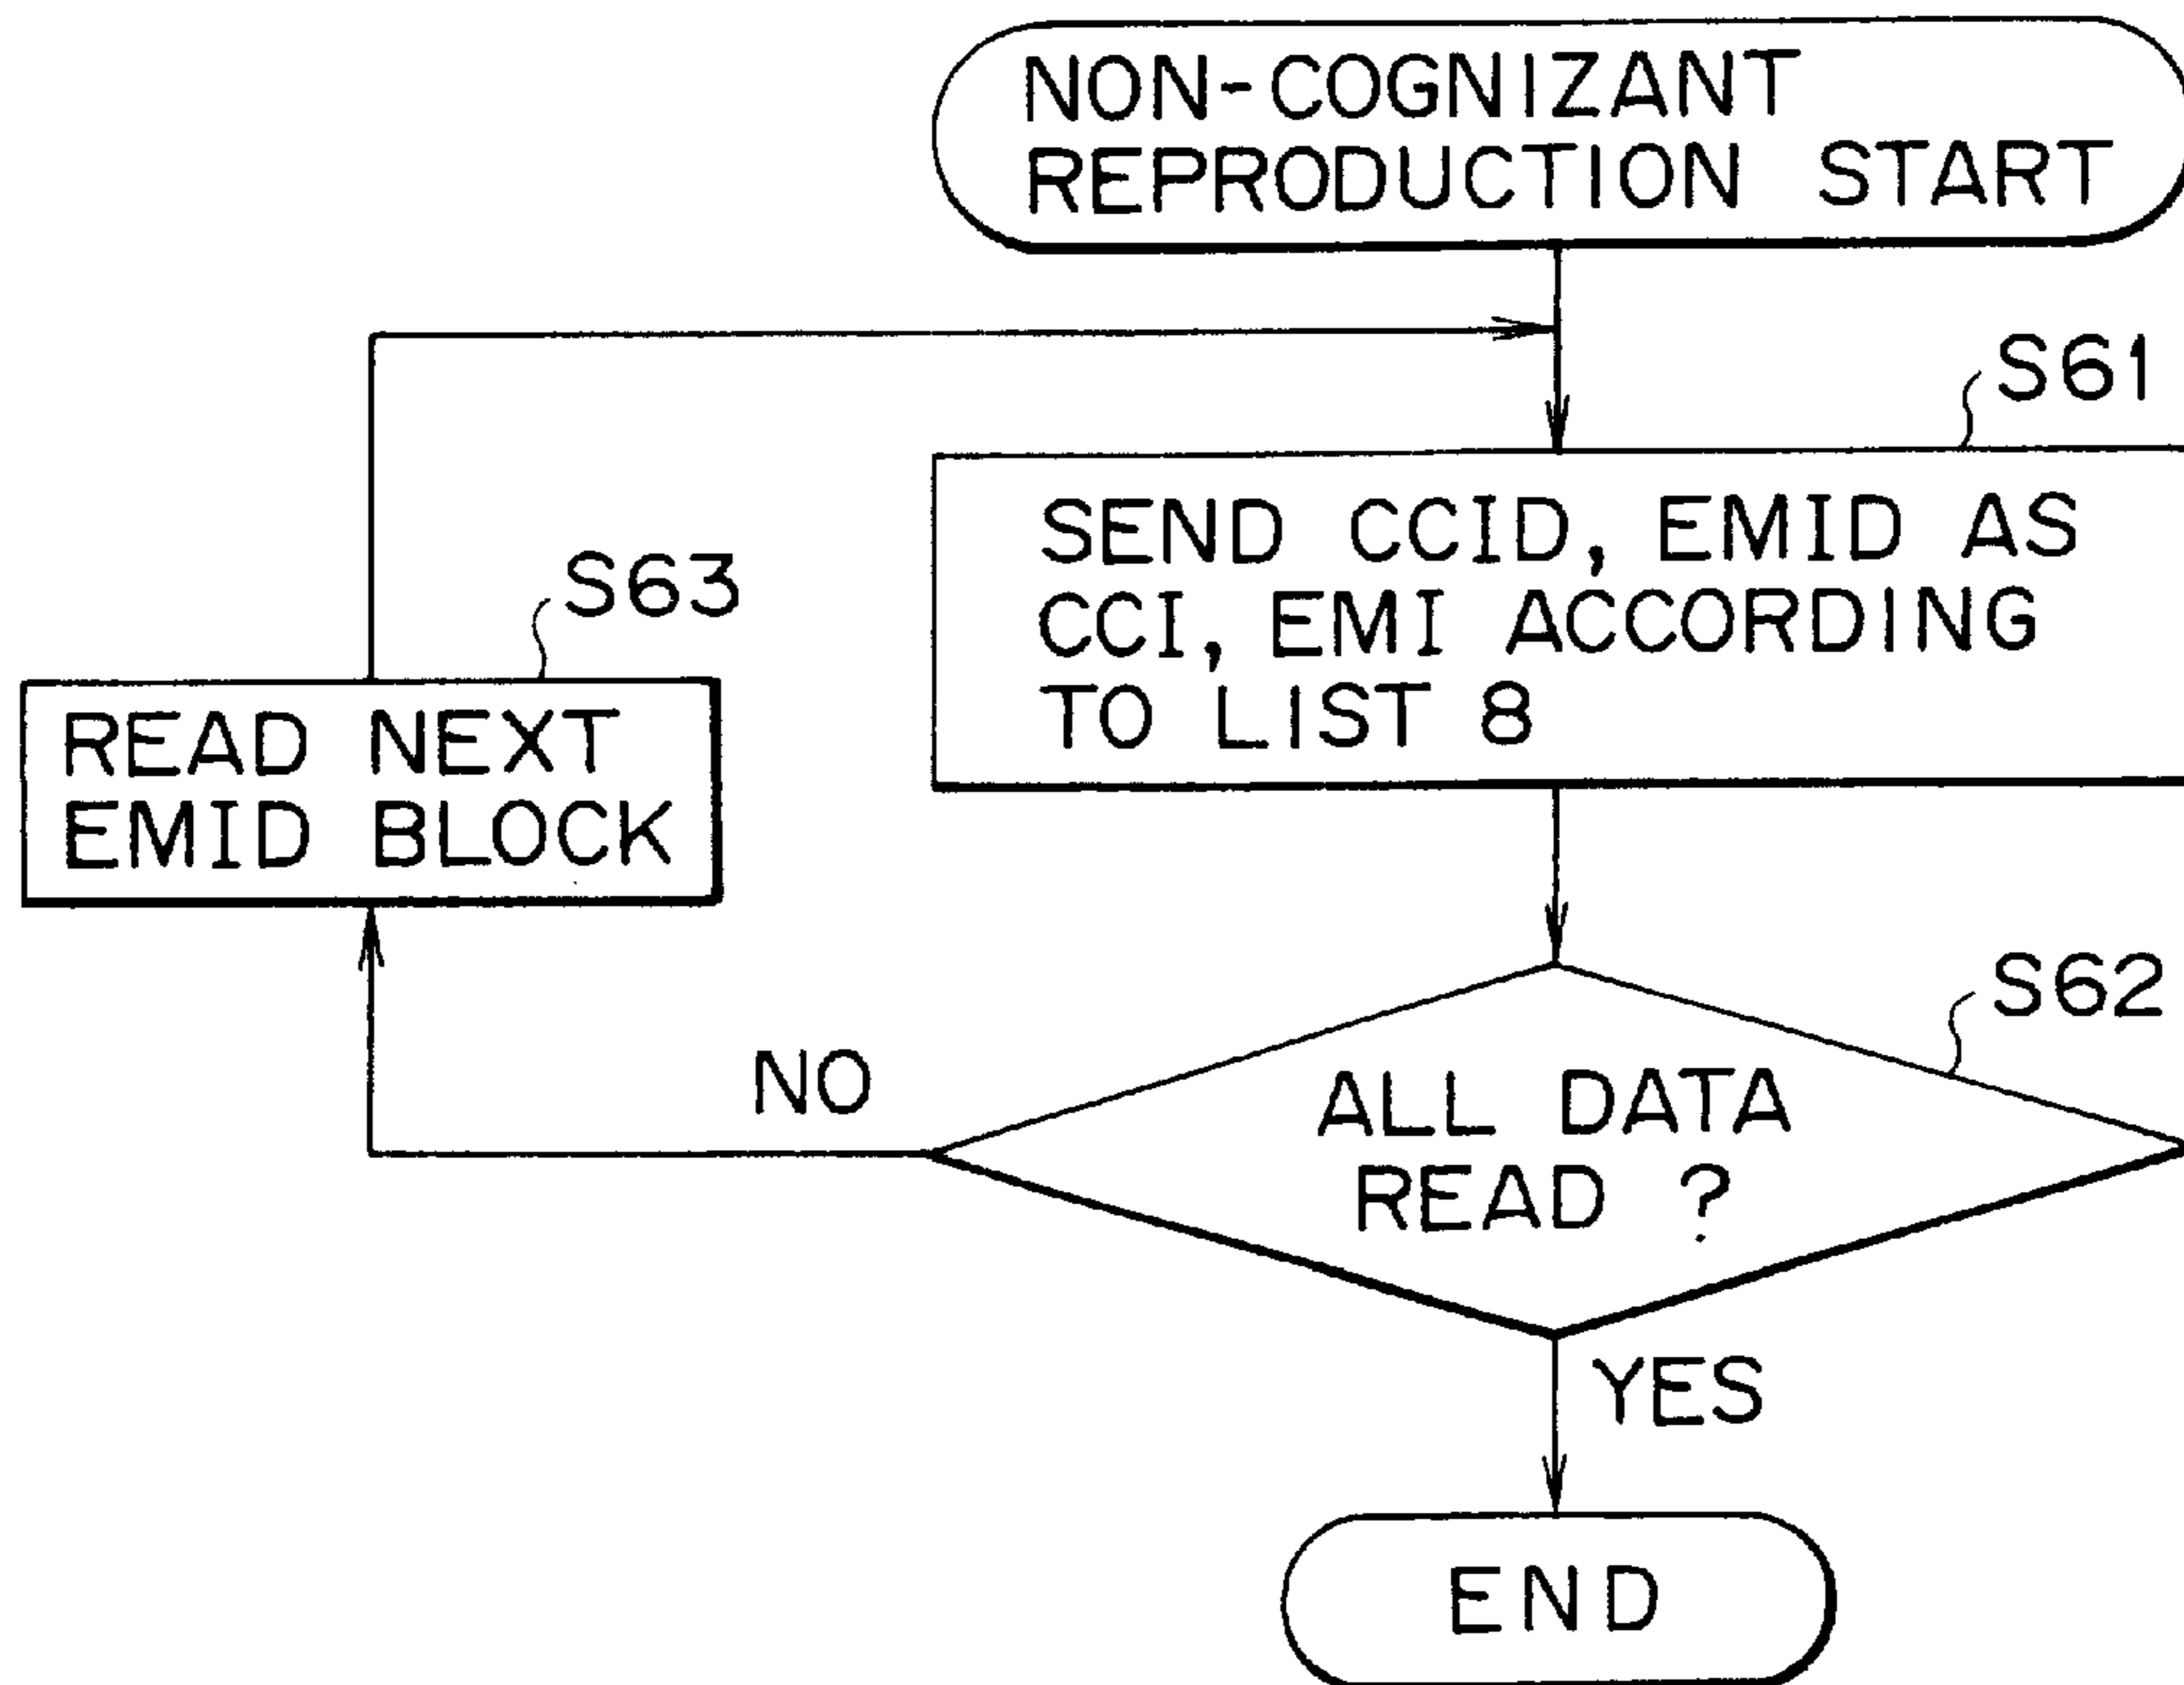 NON-COGNIZANT
REPRODUCTION START
S61
SEND CCID, EMID AS
CCI, EMI ACCORDING
TO LIST 8
S63
READ NEXT
EMID BLOCK
S62
NO
ALL DATA
READ ?
YES
END